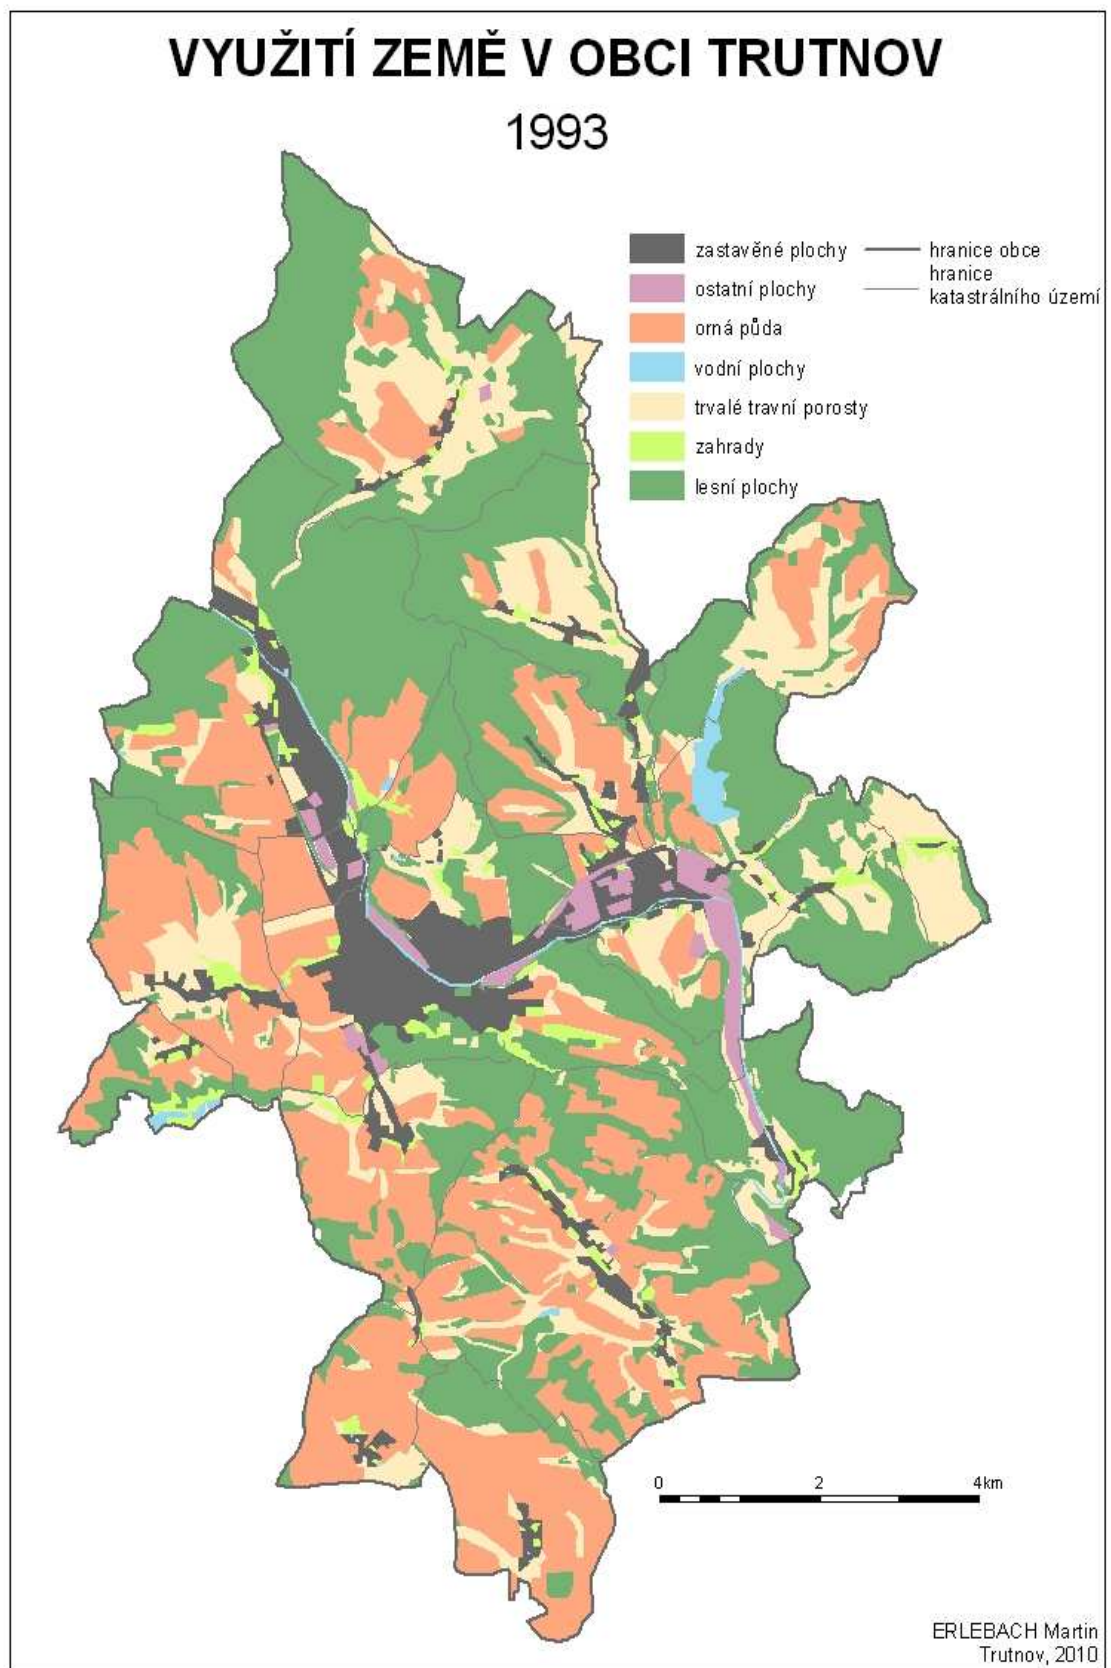 VYUŽITÍ ZEMĚ V OBCI TRUTNOV
1993
zastavěné plochy
ostatní plochy
orná půda
vodní plochy
trvalé travní porosty
zahrady
lesní plochy
hranice obce
hranice
katastrálního území
0 2 4km
ERLEBACH Martin
Trutnov, 2010